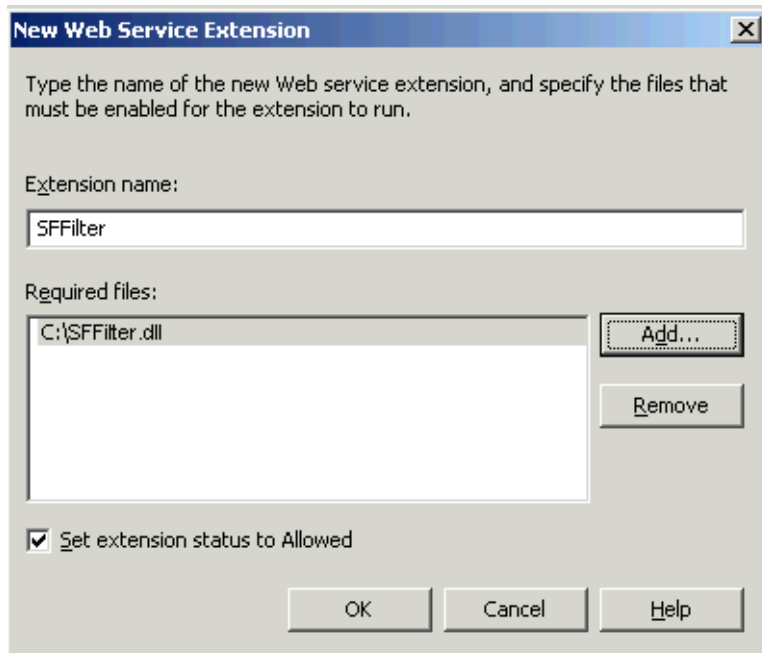 New Web Service Extension
Type the name of the new Web service extension, and specify the files that
must be enabled for the extension to run.
Extension name:
SFFilter
Required files:
C:\SFFilter.dll
Add...
Remove
Set extension status to Allowed
OK Cancel Help